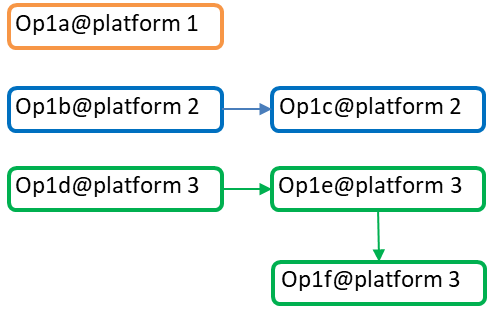 Op1a@platform 1
Op1b@platform 2
Op1c@platform 2
Op1d@platform 3
Op1e@platform 3
Op1f@platform 3